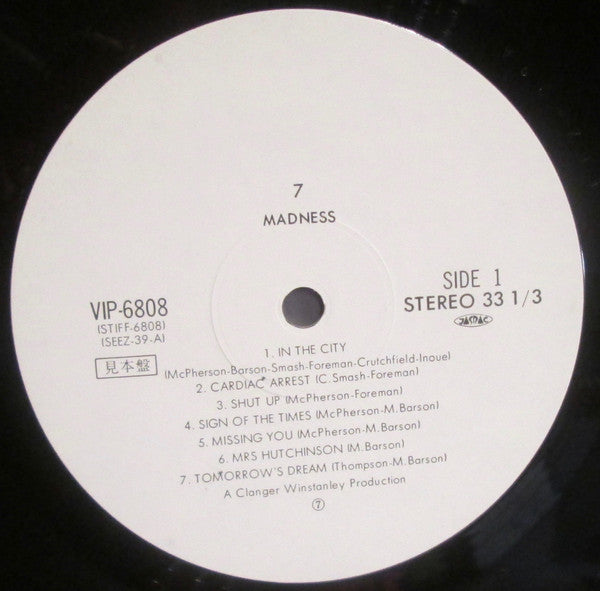 7
MADNESS
VIP-6808
(STIFF-6808)
(SEEZ-39-A)
見本盤
SIDE 1
STEREO 33 1/3
JASRAC
1. IN THE CITY
(McPherson-Barson-Smash-Foreman-Crutchfield-Inoue)
2. CARDIAC ARREST (C. Smash-Foreman)
3. SHUT UP (McPherson-Foreman)
4. SIGN OF THE TIMES (McPherson-M.Barson)
5. MISSING YOU (McPherson-M.Barson)
6. MRS HUTCHINSON (M.Barson)
7. TOMORROW'S DREAM (Thompson-M.Barson)
A Clanger Winstanley Production
⑦